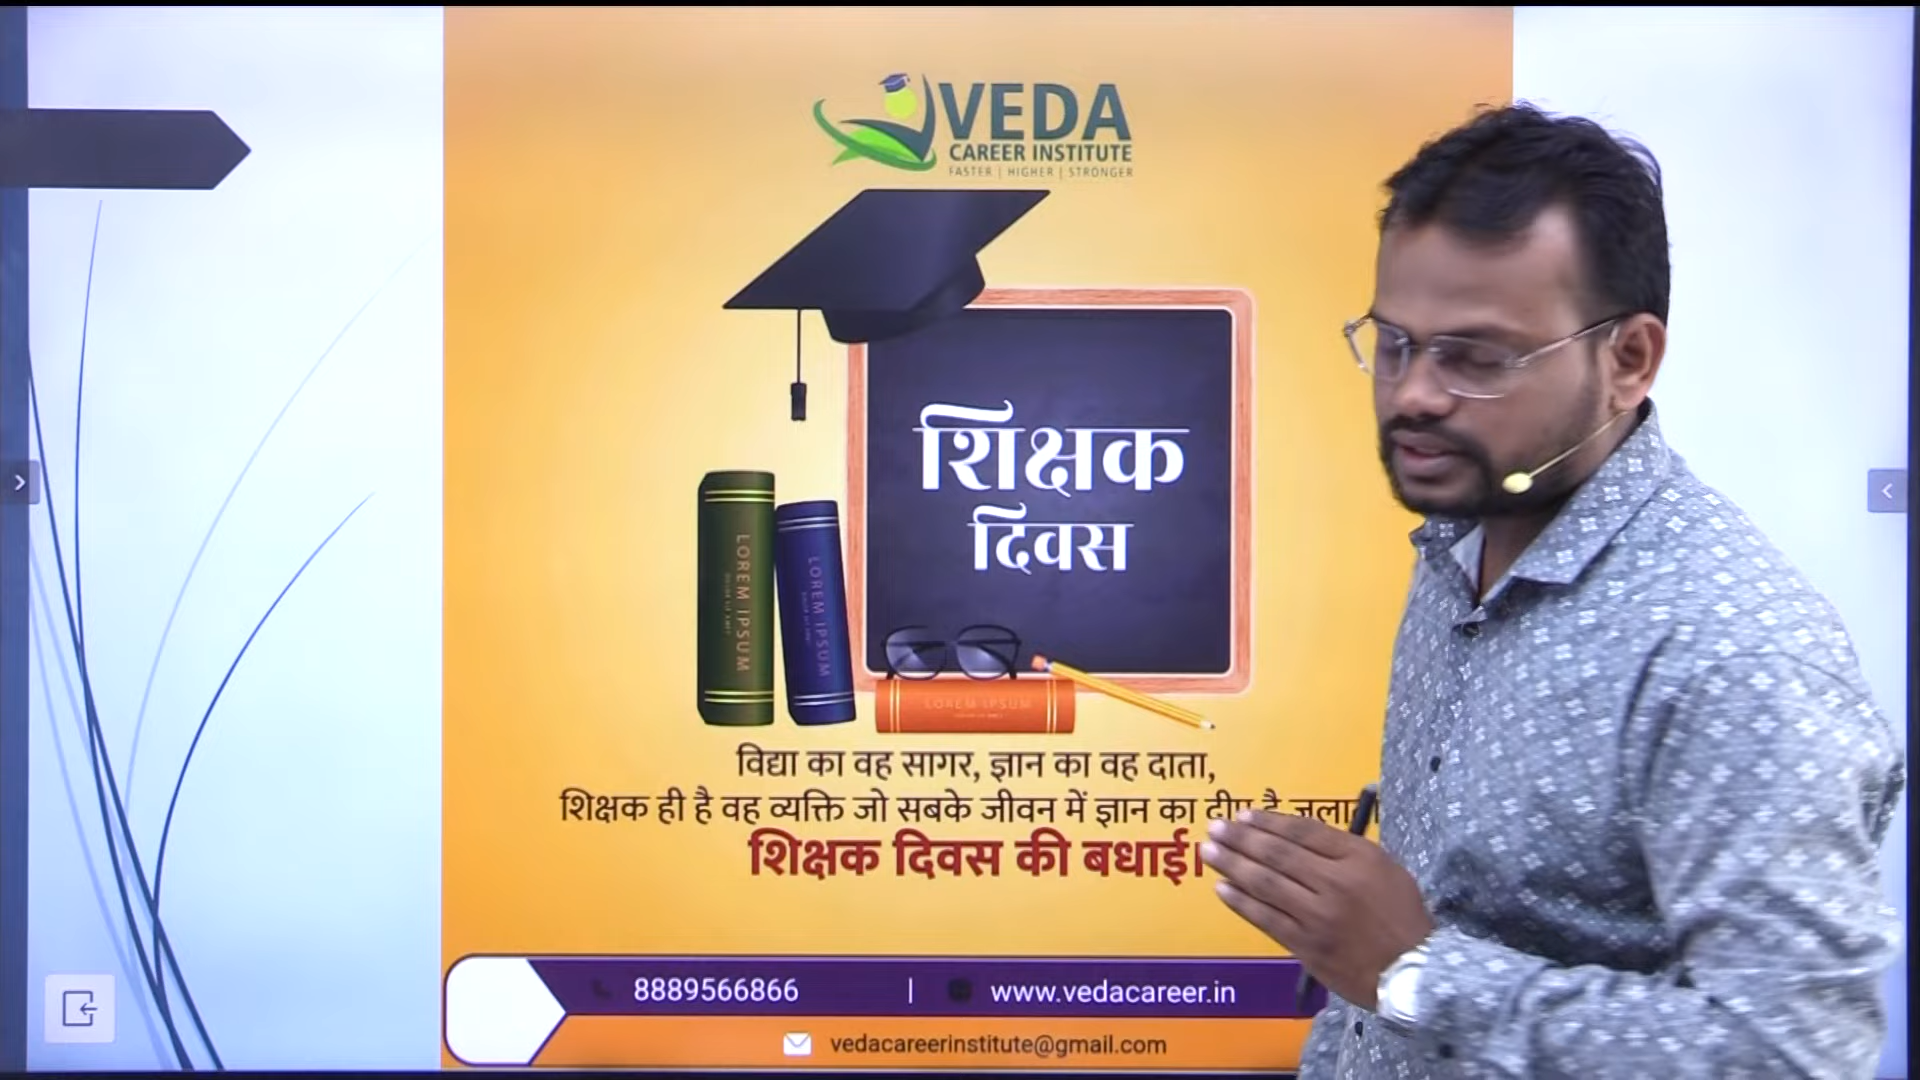 VEDA
CAREER INSTITUTE
FASTER | HIGHER | STRONGER
शिक्षक
दिवस
LOREM IPSUM
LOREM IPSUM
LOREM IPSUM
विद्या का वह सागर, ज्ञान का वह दाता,
शिक्षक ही है वह व्यक्ति जो सबके जीवन में ज्ञान का है
शिक्षक दिवस की बधाई।
8889566866 | www.vedacareer.in
vedacareerinstitute@gmail.com